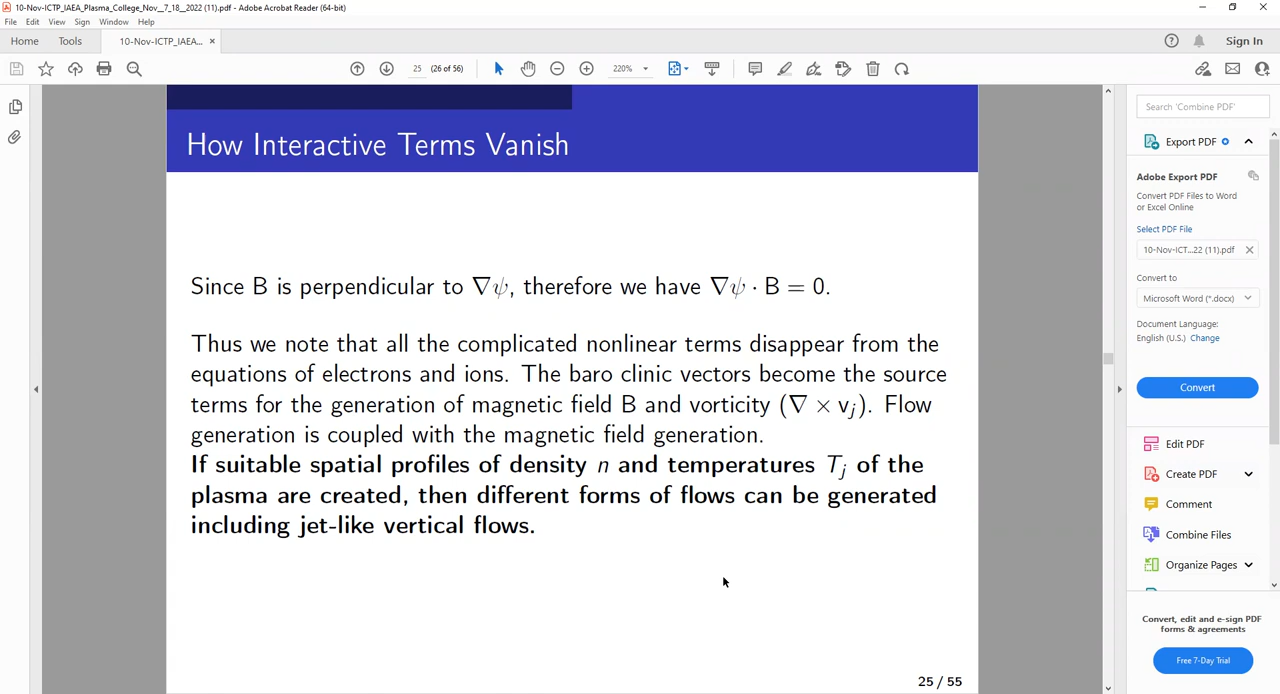 10-Nov-ICTP_IAEA_Plasma_College_Nov__7_18__2022 (11).pdf - Adobe Acrobat Reader (64-bit)
File Edit View Sign Window Help
Home Tools 10-Nov-ICTP_IAEA... × Sign In
25 (26 of 56) 220%
How Interactive Terms Vanish
Since B is perpendicular to ∇ψ, therefore we have ∇ψ · B = 0.
Thus we note that all the complicated nonlinear terms disappear from the
equations of electrons and ions. The baro clinic vectors become the source
terms for the generation of magnetic field B and vorticity (∇ × vⱼ). Flow
generation is coupled with the magnetic field generation.
If suitable spatial profiles of density n and temperatures Tⱼ of the
plasma are created, then different forms of flows can be generated
including jet-like vertical flows.
25 / 55
Search 'Combine PDF'
Export PDF
Adobe Export PDF
Convert PDF Files to Word
or Excel Online
Select PDF File
10-Nov-ICT...22 (11).pdf
Convert to
Microsoft Word (*.docx)
Document Language:
English (U.S.) Change
Convert
Edit PDF
Create PDF
Comment
Combine Files
Organize Pages
Convert, edit and e-sign PDF
forms & agreements
Free 7-Day Trial